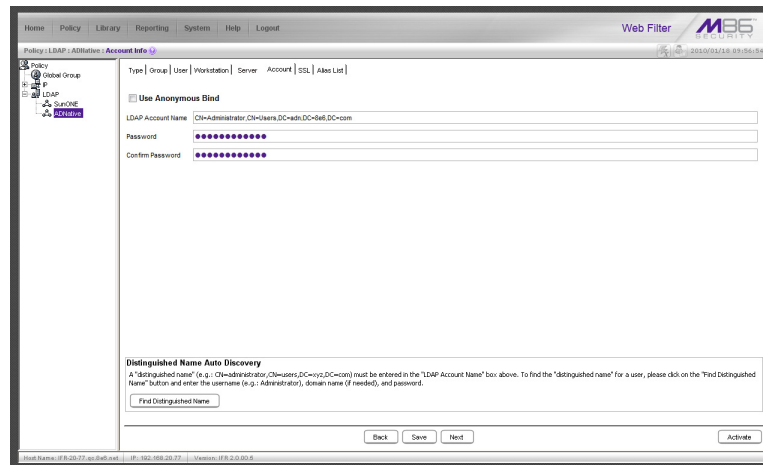 Home Policy Library Reporting System Help Logout
Web Filter
M86 SECURITY
Policy : LDAP : ADNative : Account Info
2010/01/18 09:56:54
Policy
Global Group
IP
LDAP
SunONE
ADNative
Type Group User Workstation Server Account SSL Alias List
Use Anonymous Bind
LDAP Account Name CN=Administrator,CN=Users,DC=adn,DC=8e6,DC=com
Password
Confirm Password
Distinguished Name Auto Discovery
A "distinguished name" (e.g.: CN=administrator,CN=users,DC=xyz,DC=com) must be entered in the "LDAP Account Name" box above. To find the "distinguished name" for a user, please click on the "Find Distinguished
Name" button and enter the username (e.g.: Administrator), domain name (if needed), and password.
Find Distinguished Name
Back Save Next Activate
Host Name: IFR-20-77.qc.8e6.net IP: 192.168.20.77 Version: IFR 2.0.00.6